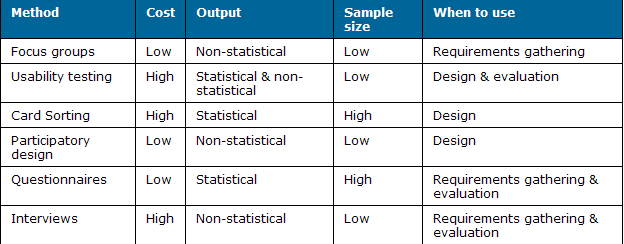 Method Cost Output Sample size When to use
Focus groups Low Non-statistical Low Requirements gathering
Usability testing High Statistical & non-statistical Low Design & evaluation
Card Sorting High Statistical High Design
Participatory design Low Non-statistical Low Design
Questionnaires Low Statistical High Requirements gathering & evaluation
Interviews High Non-statistical Low Requirements gathering & evaluation